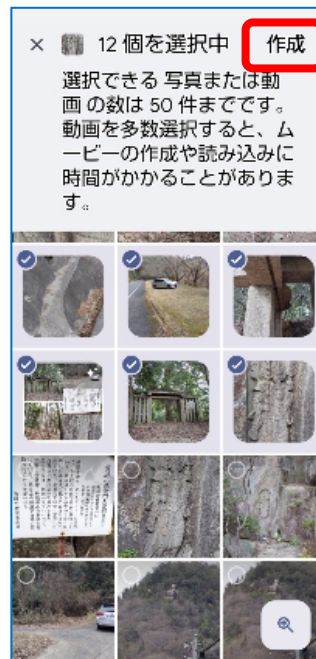 × 12 個を選択中 作成
選択できる 写真または動
画 の数は 50 件までです。
動画を多数選択すると、ム
ービーの作成や読み込みに
時間がかかることがありま
す。